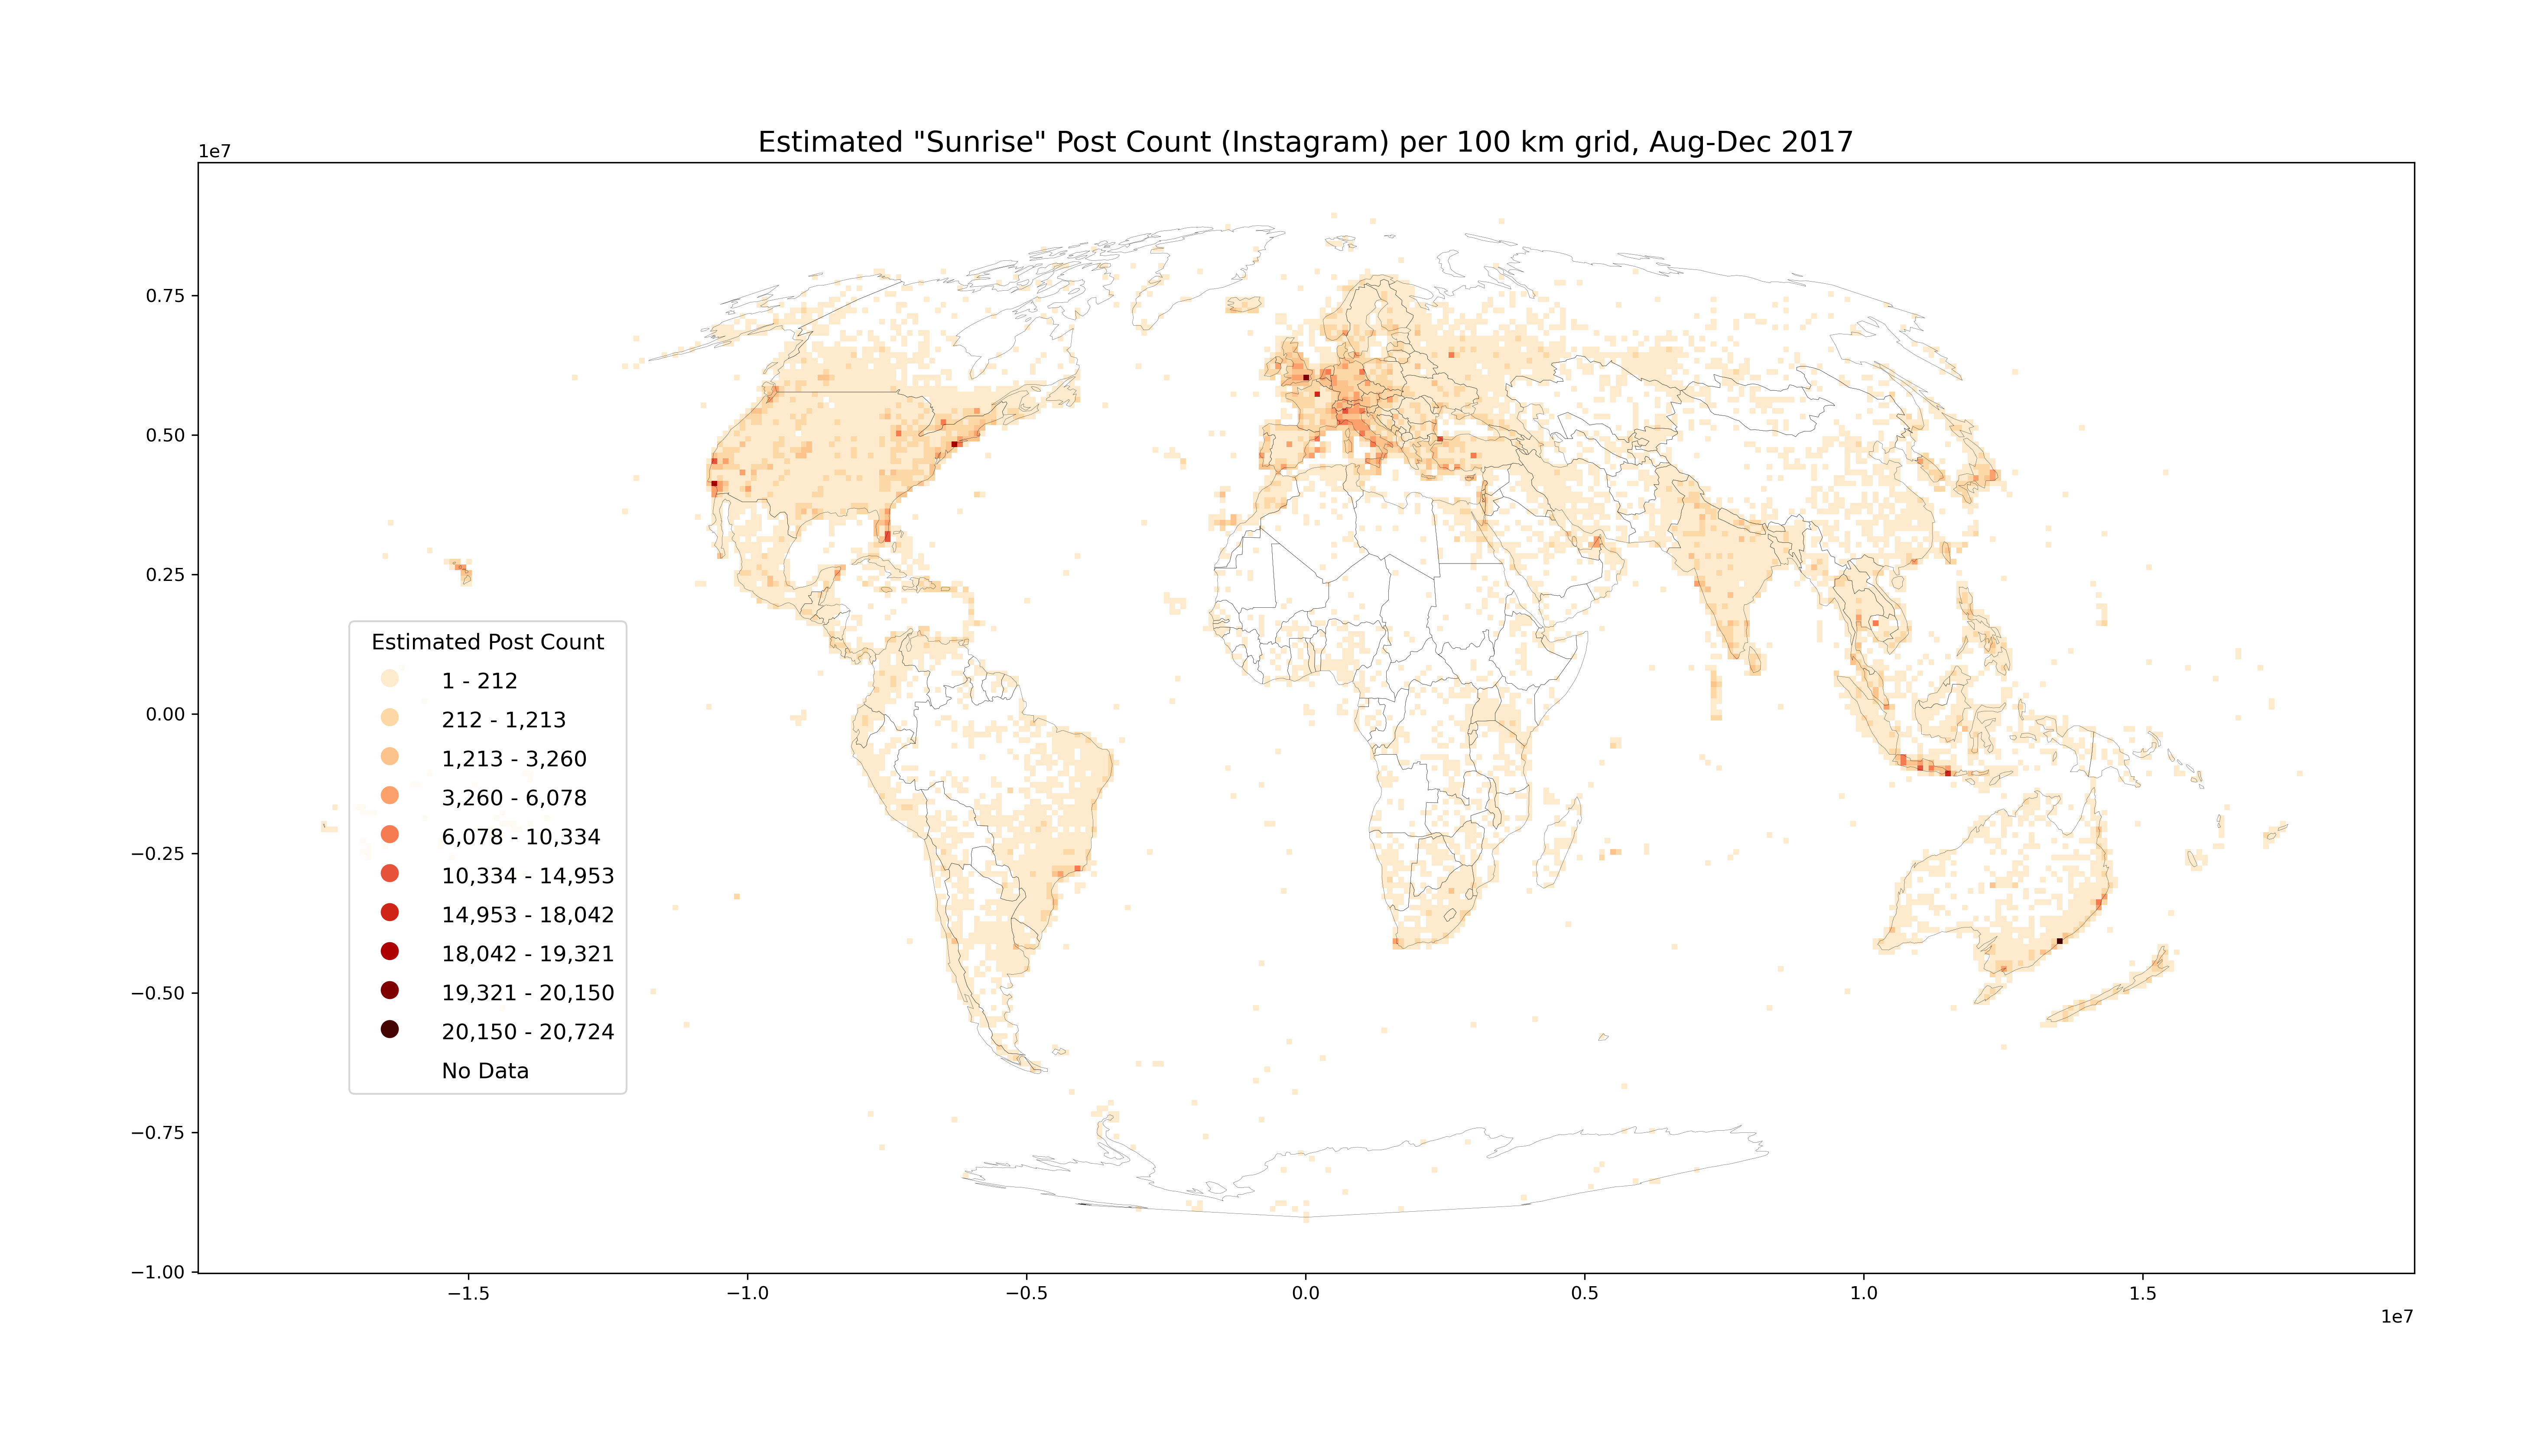 Estimated "Sunrise" Post Count (Instagram) per 100 km grid, Aug-Dec 2017
1e7
0.75
0.50
0.25
0.00
−0.25
−0.50
−0.75
−1.00
Estimated Post Count
1 - 212
212 - 1,213
1,213 - 3,260
3,260 - 6,078
6,078 - 10,334
10,334 - 14,953
14,953 - 18,042
18,042 - 19,321
19,321 - 20,150
20,150 - 20,724
No Data
−1.5 −1.0 −0.5 0.0 0.5 1.0 1.5
1e7